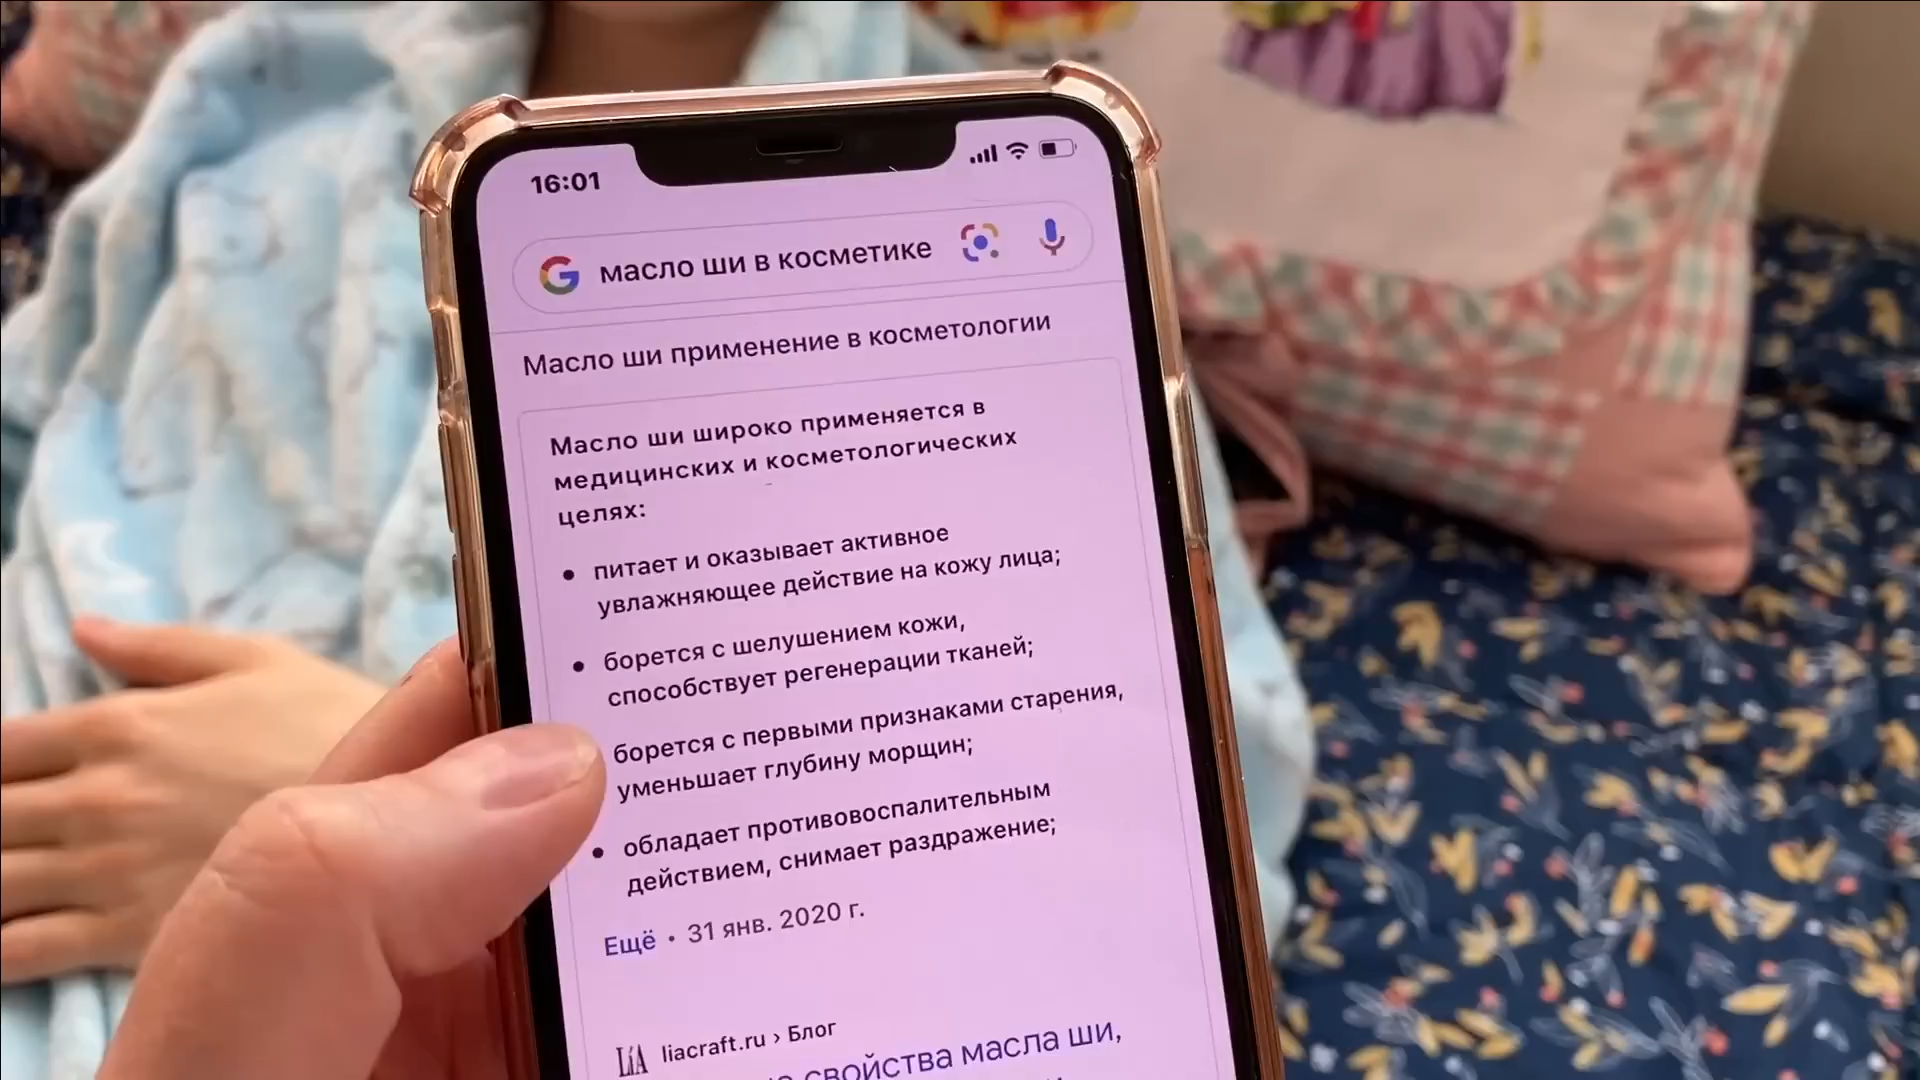 16:01
масло ши в косметике
Масло ши применение в косметологии
Масло ши широко применяется в
медицинских и косметологических
целях:
• питает и оказывает активное
увлажняющее действие на кожу лица;
• борется с шелушением кожи,
способствует регенерации тканей;
борется с первыми признаками старения,
уменьшает глубину морщин;
• обладает противовоспалительным
действием, снимает раздражение;
Ещё • 31 янв. 2020 г.
LiA liacraft.ru › Блог
свойства масла ши,